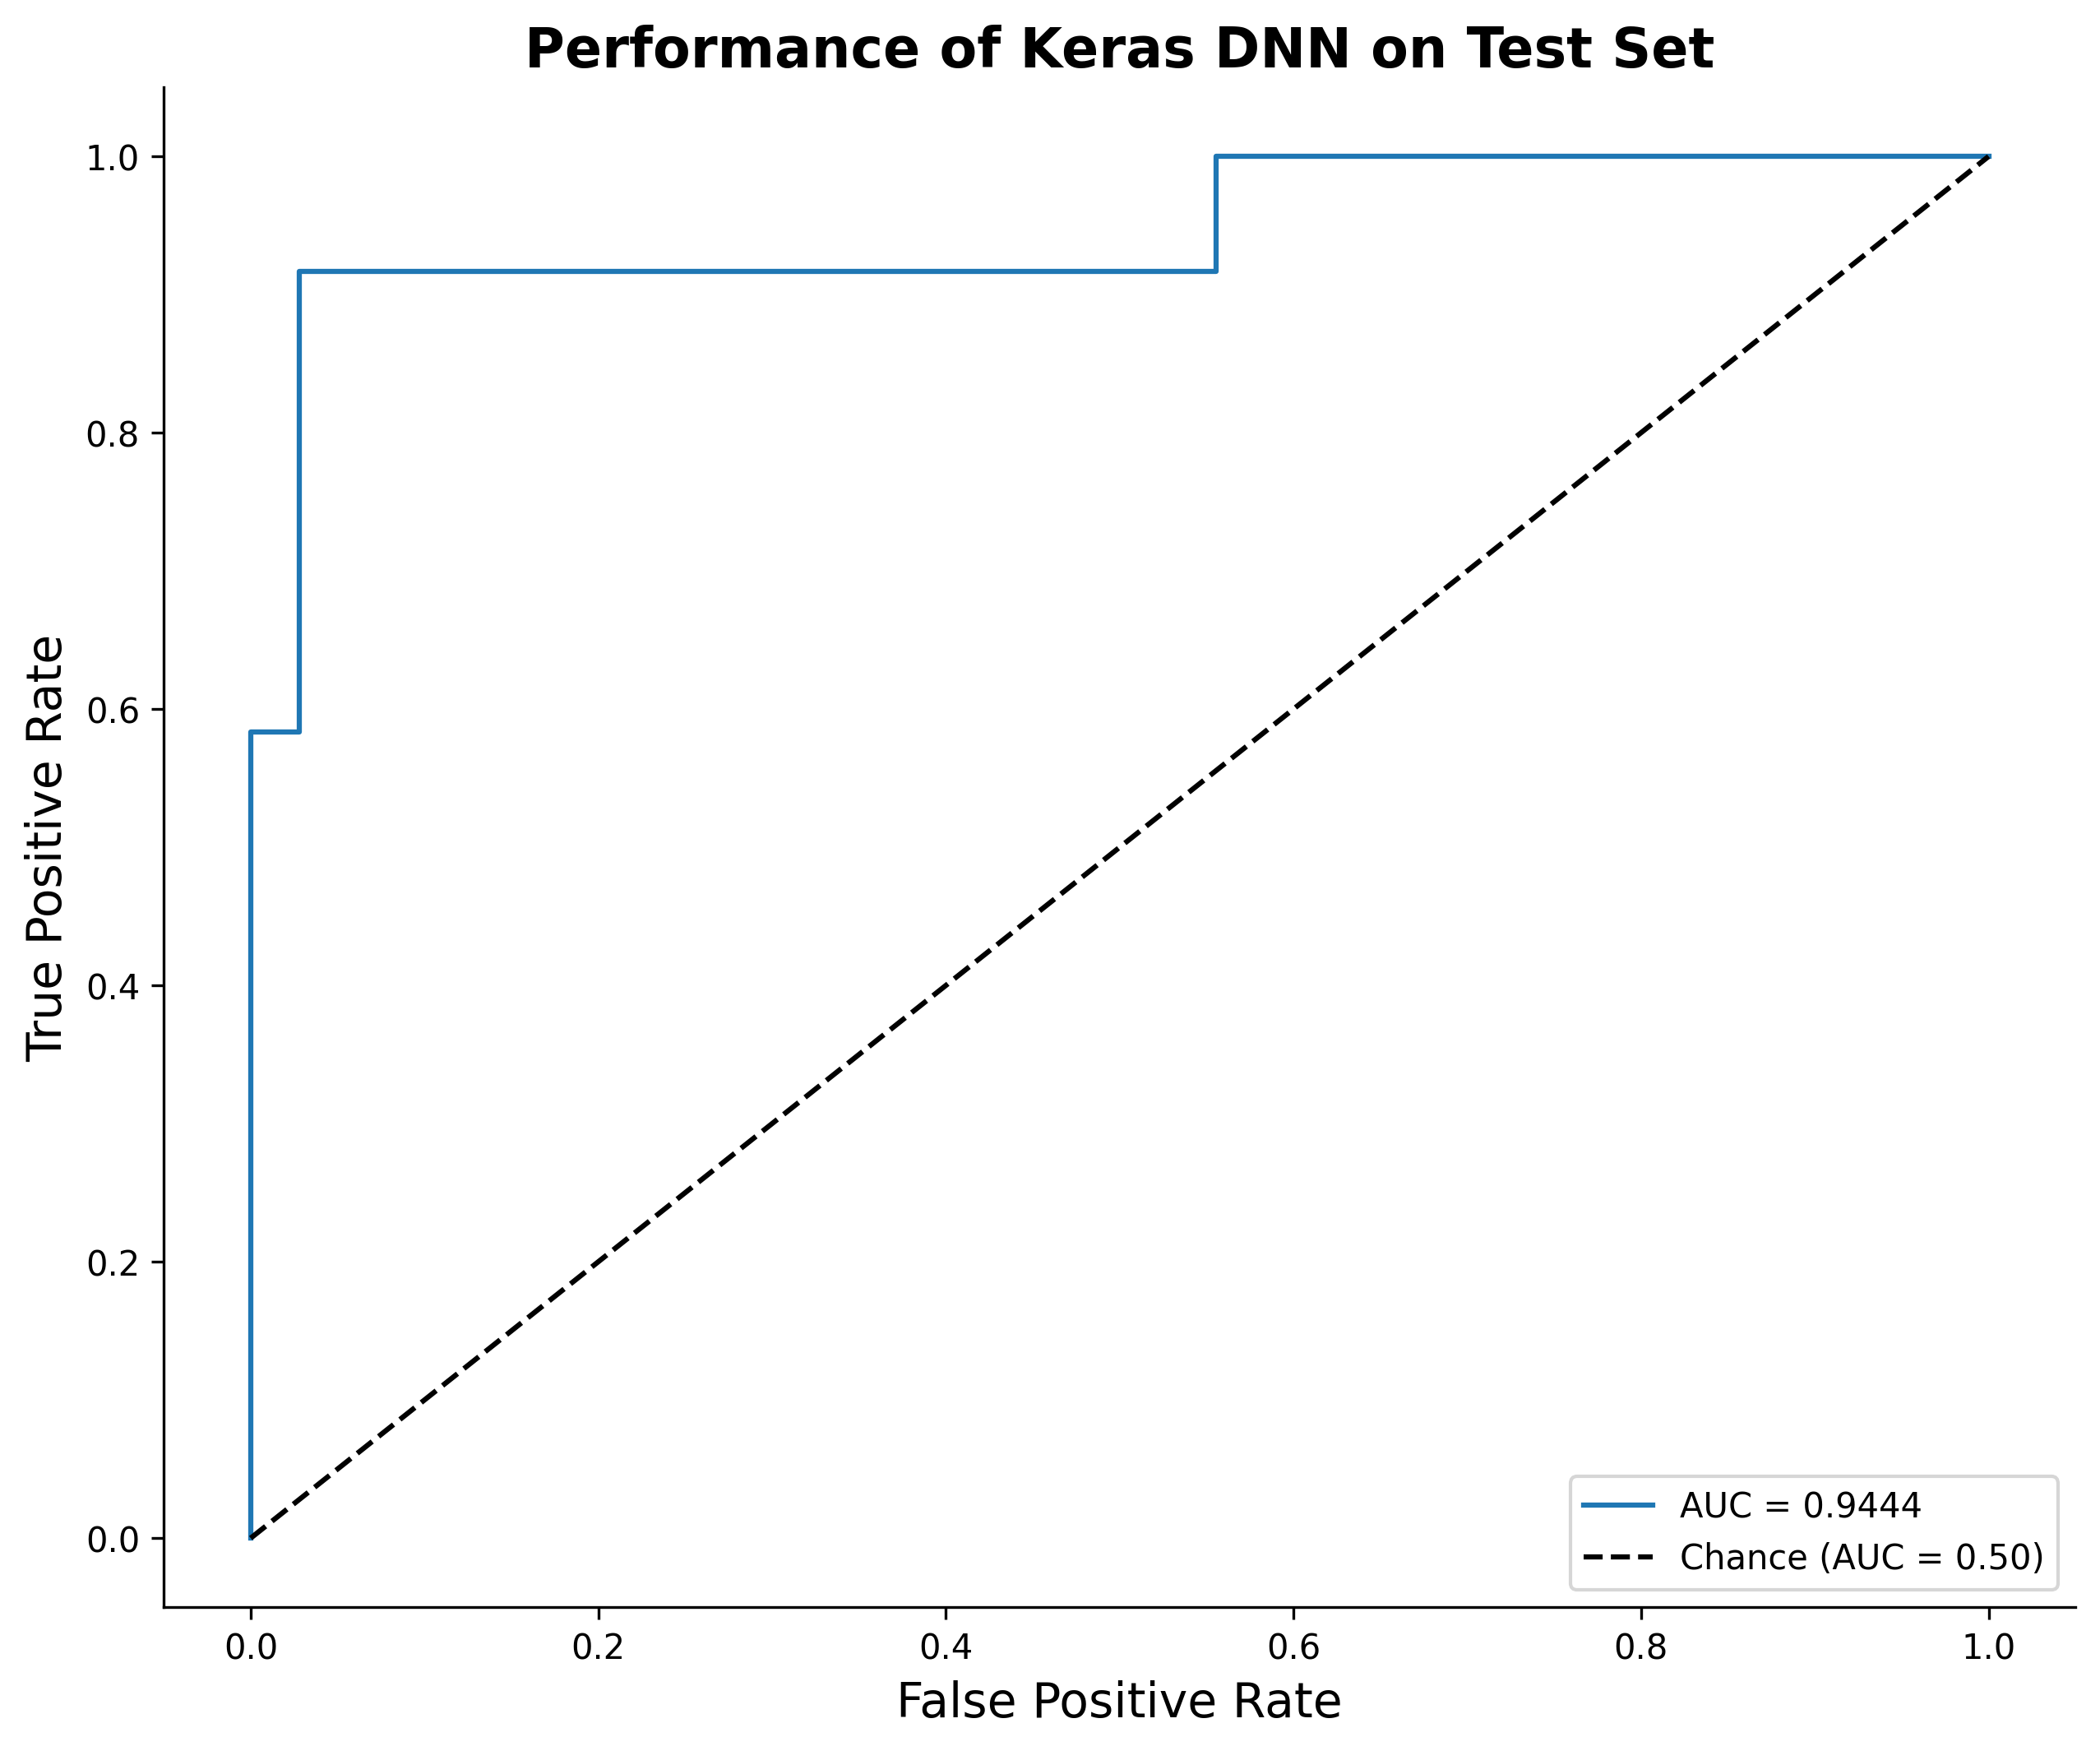 Performance of Keras DNN on Test Set
True Positive Rate
1.0
0.8
0.6
0.4
0.2
0.0
AUC = 0.9444
Chance (AUC = 0.50)
0.0 0.2 0.4 0.6 0.8 1.0
False Positive Rate